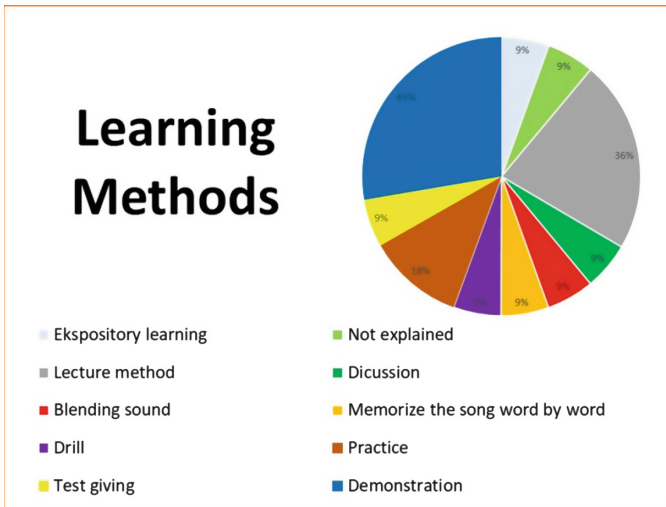 Learning
Methods
9%
9%
36%
9%
9%
9%
9%
18%
9%
45%
Ekspository learning
Not explained
Lecture method
Dicussion
Blending sound
Memorize the song word by word
Drill
Practice
Test giving
Demonstration